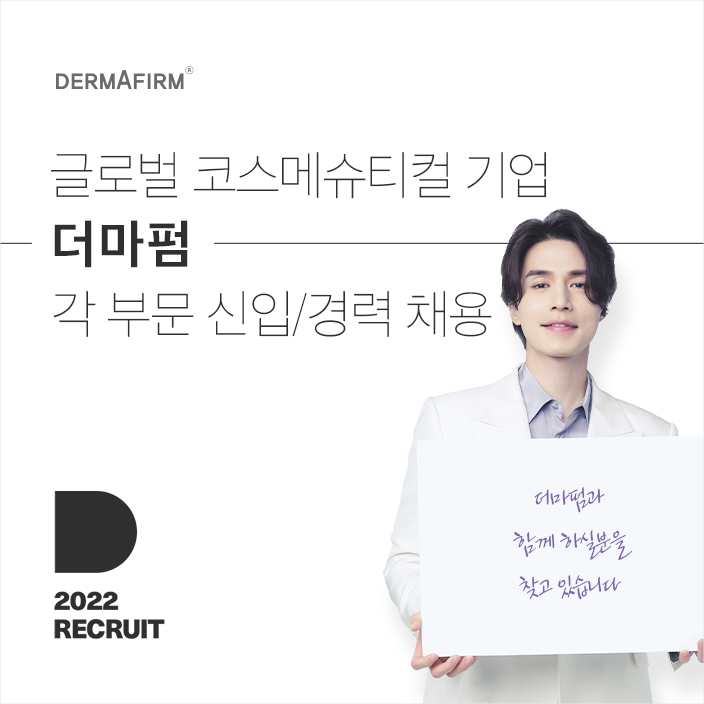 DERMAFIRM®
글로벌 코스메슈티컬 기업
더마펌
각 부문 신입/경력 채용
더마펌과
함께 하실분을
찾고 있습니다
2022
RECRUIT